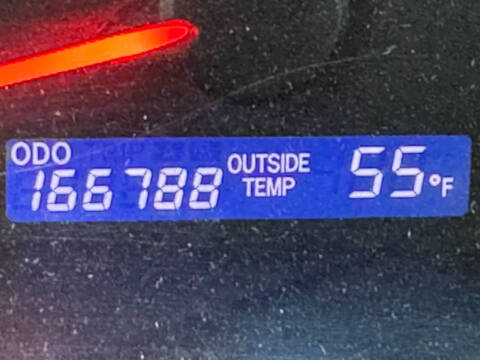 ODO
166788
OUTSIDE
TEMP
55°F